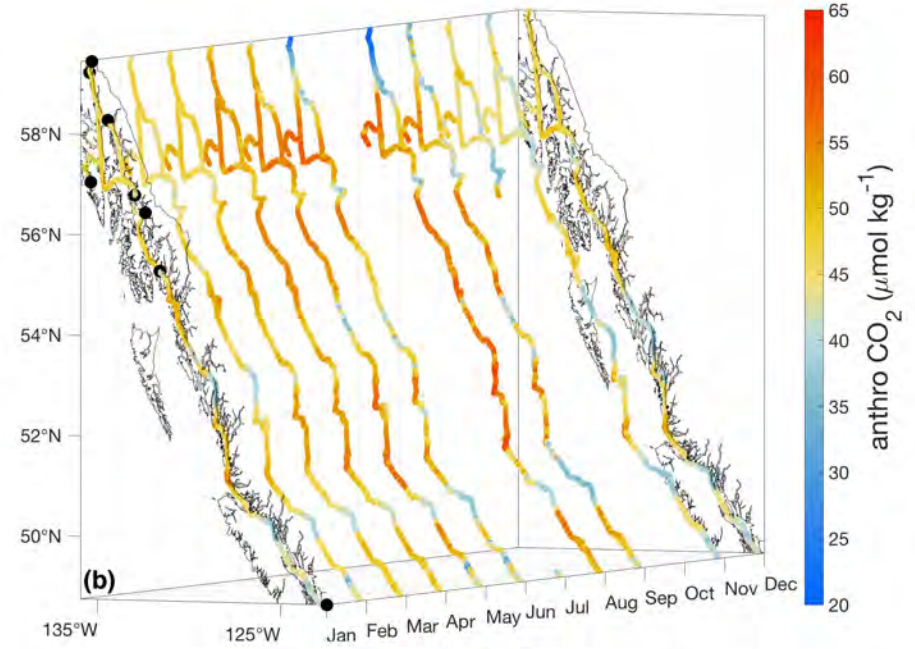 58°N
56°N
54°N
52°N
50°N
(b)
135°W
125°W
Jan Feb Mar Apr May Jun Jul Aug Sep Oct Nov Dec
65
60
55
50
45
40
35
30
25
20
anthro CO₂ (μmol kg⁻¹)